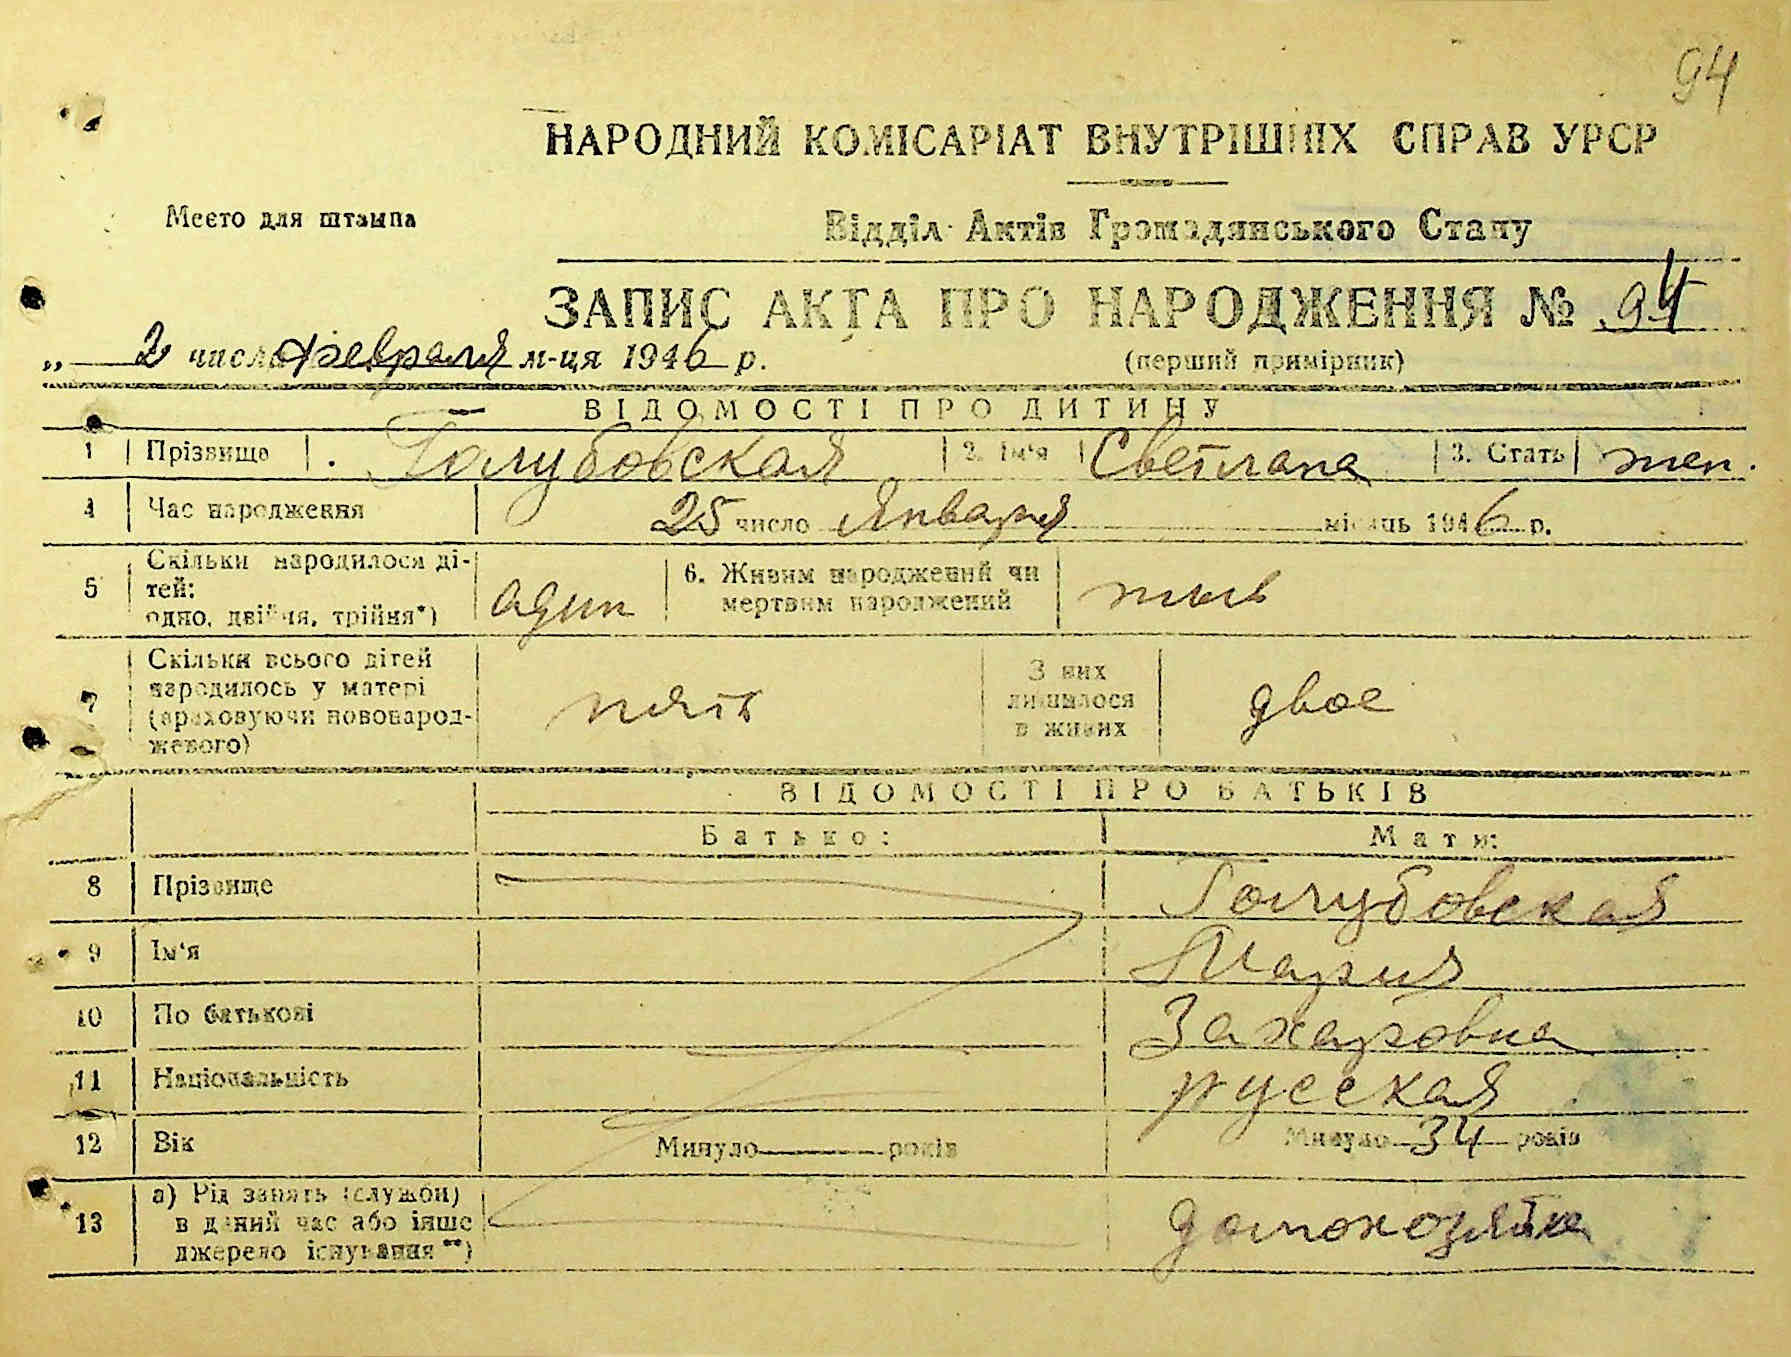 94
НАРОДНИЙ КОМІСАРІАТ ВНУТРІШНІХ СПРАВ УРСР
Место для штампа
Відділ Актів Громадянського Стану
ЗАПИС АКТА ПРО НАРОДЖЕННЯ № 94
„ 2 число февраля м-ця 1946 р.
(перший примірник)
ВІДОМОСТІ ПРО ДИТИНУ
1 Прізвище Голубовская 2. Ім'я Светлана 3. Стать жен.
4 Час народження 25 число Января місяць 1946 р.
5 Скільки народилося ді-
тей:
одно, двійня, трійня*) один
6. Живим народжений чи
мертвим народжений жив
7 Скільки всього дітей
народилось у матері
(враховуючи новонарод-
женого) пять
З них
лишилося
в живих двое
ВІДОМОСТІ ПРО БАТЬКІВ
Батько: Мати:
8 Прізвище Голубовская
9 Ім'я Мария
10 По батькові Захаровна
11 Національність русская
12 Вік Минуло років Минуло 34 років
13 а) Рід занять (служби)
в даний час або інше
джерело існування**) домохозяйка